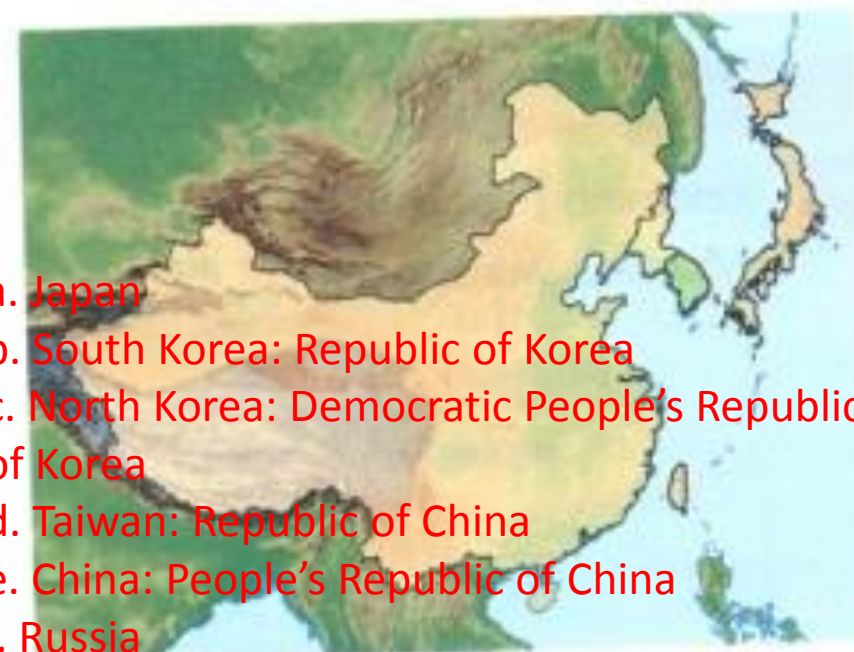 a. Japan
b. South Korea: Republic of Korea
c. North Korea: Democratic People's Republic
of Korea
d. Taiwan: Republic of China
e. China: People's Republic of China
. Russia